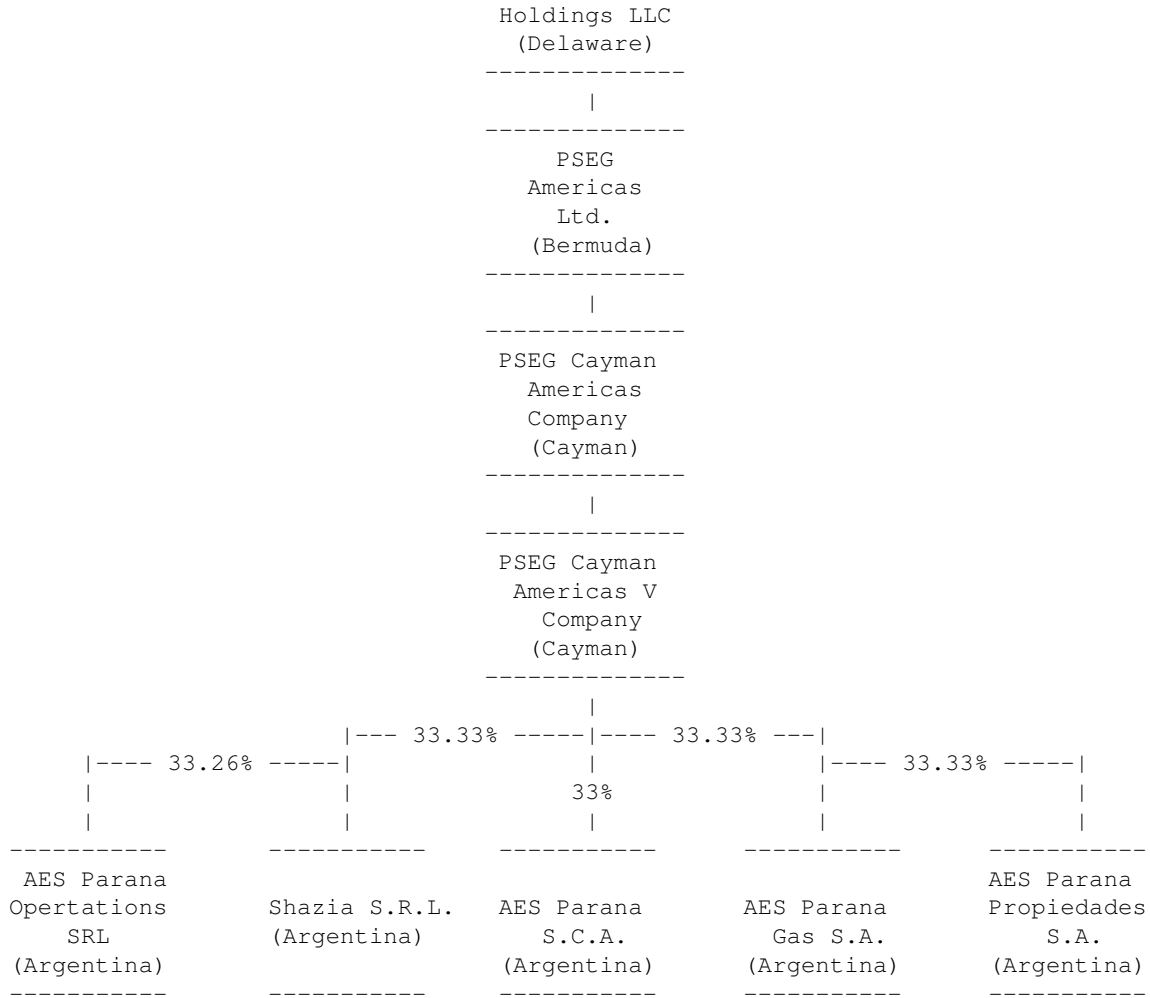 Holdings LLC
(Delaware)
--------------
|
--------------
PSEG
Americas
Ltd.
(Bermuda)
--------------
|
--------------
PSEG Cayman
Americas
Company
(Cayman)
--------------
|
--------------
PSEG Cayman
Americas V
Company
(Cayman)
--------------
|
|--- 33.33% -----|---- 33.33% ---|
|---- 33.26% -----| | |---- 33.33% -----|
| | 33% | |
| | | | |
----------- ----------- ----------- ----------- -----------
AES Parana AES Parana
Opertations Shazia S.R.L. AES Parana AES Parana Propiedades
SRL (Argentina) S.C.A. Gas S.A. S.A.
(Argentina) (Argentina) (Argentina) (Argentina)
----------- ----------- ----------- ----------- -----------